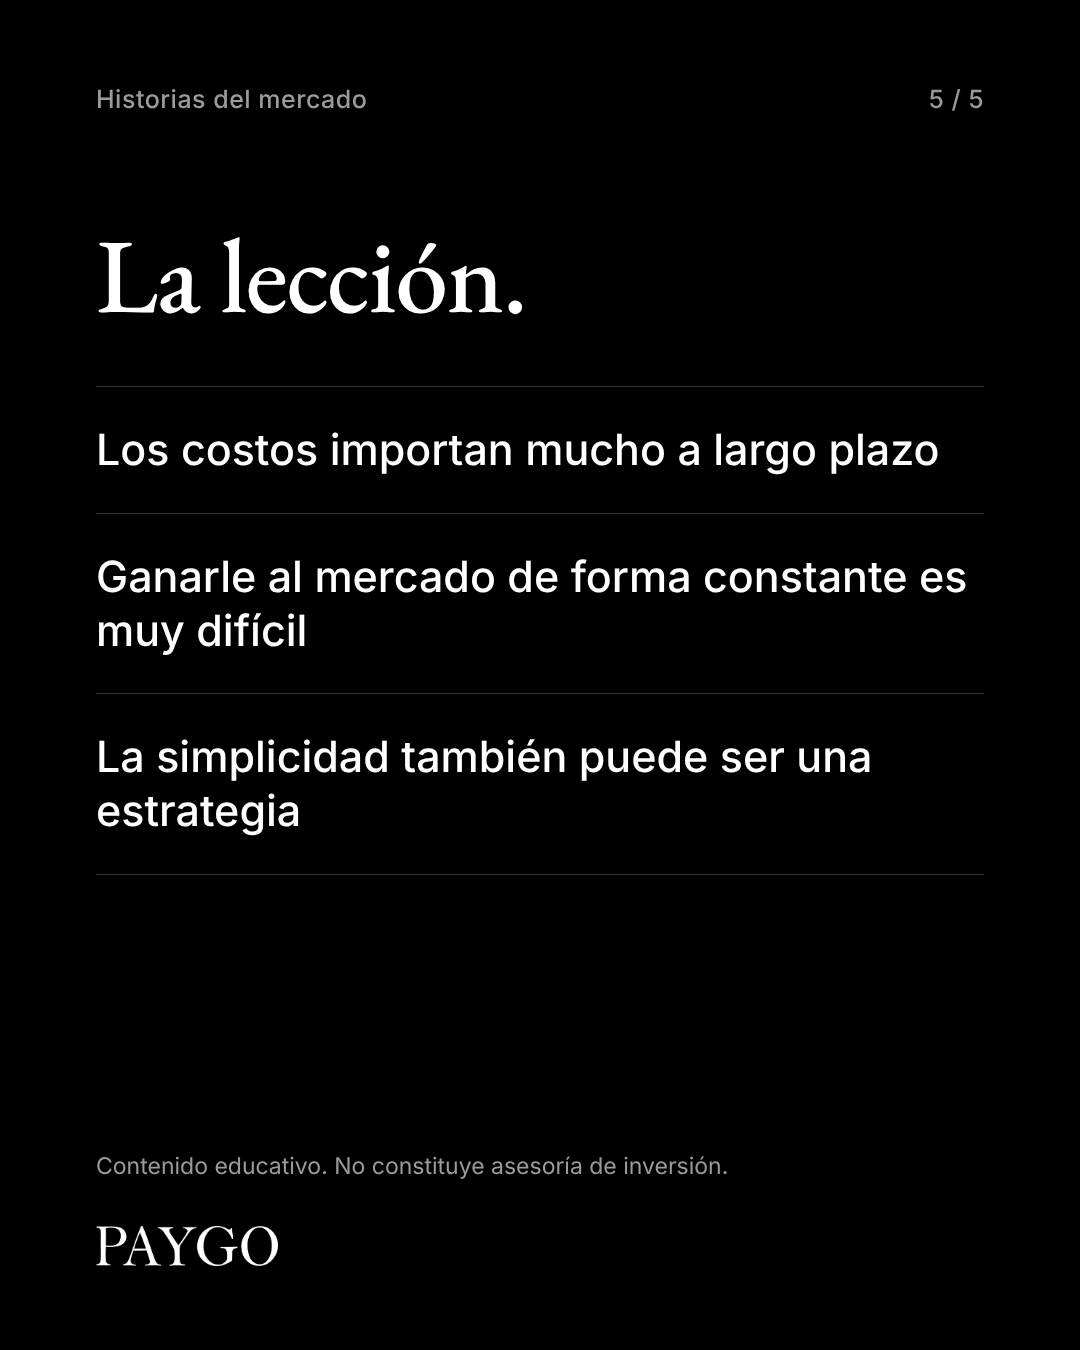 Historias del mercado
5 / 5
La lección.
Los costos importan mucho a largo plazo
Ganarle al mercado de forma constante es
muy difícil
La simplicidad también puede ser una
estrategia
Contenido educativo. No constituye asesoría de inversión.
PAYGO